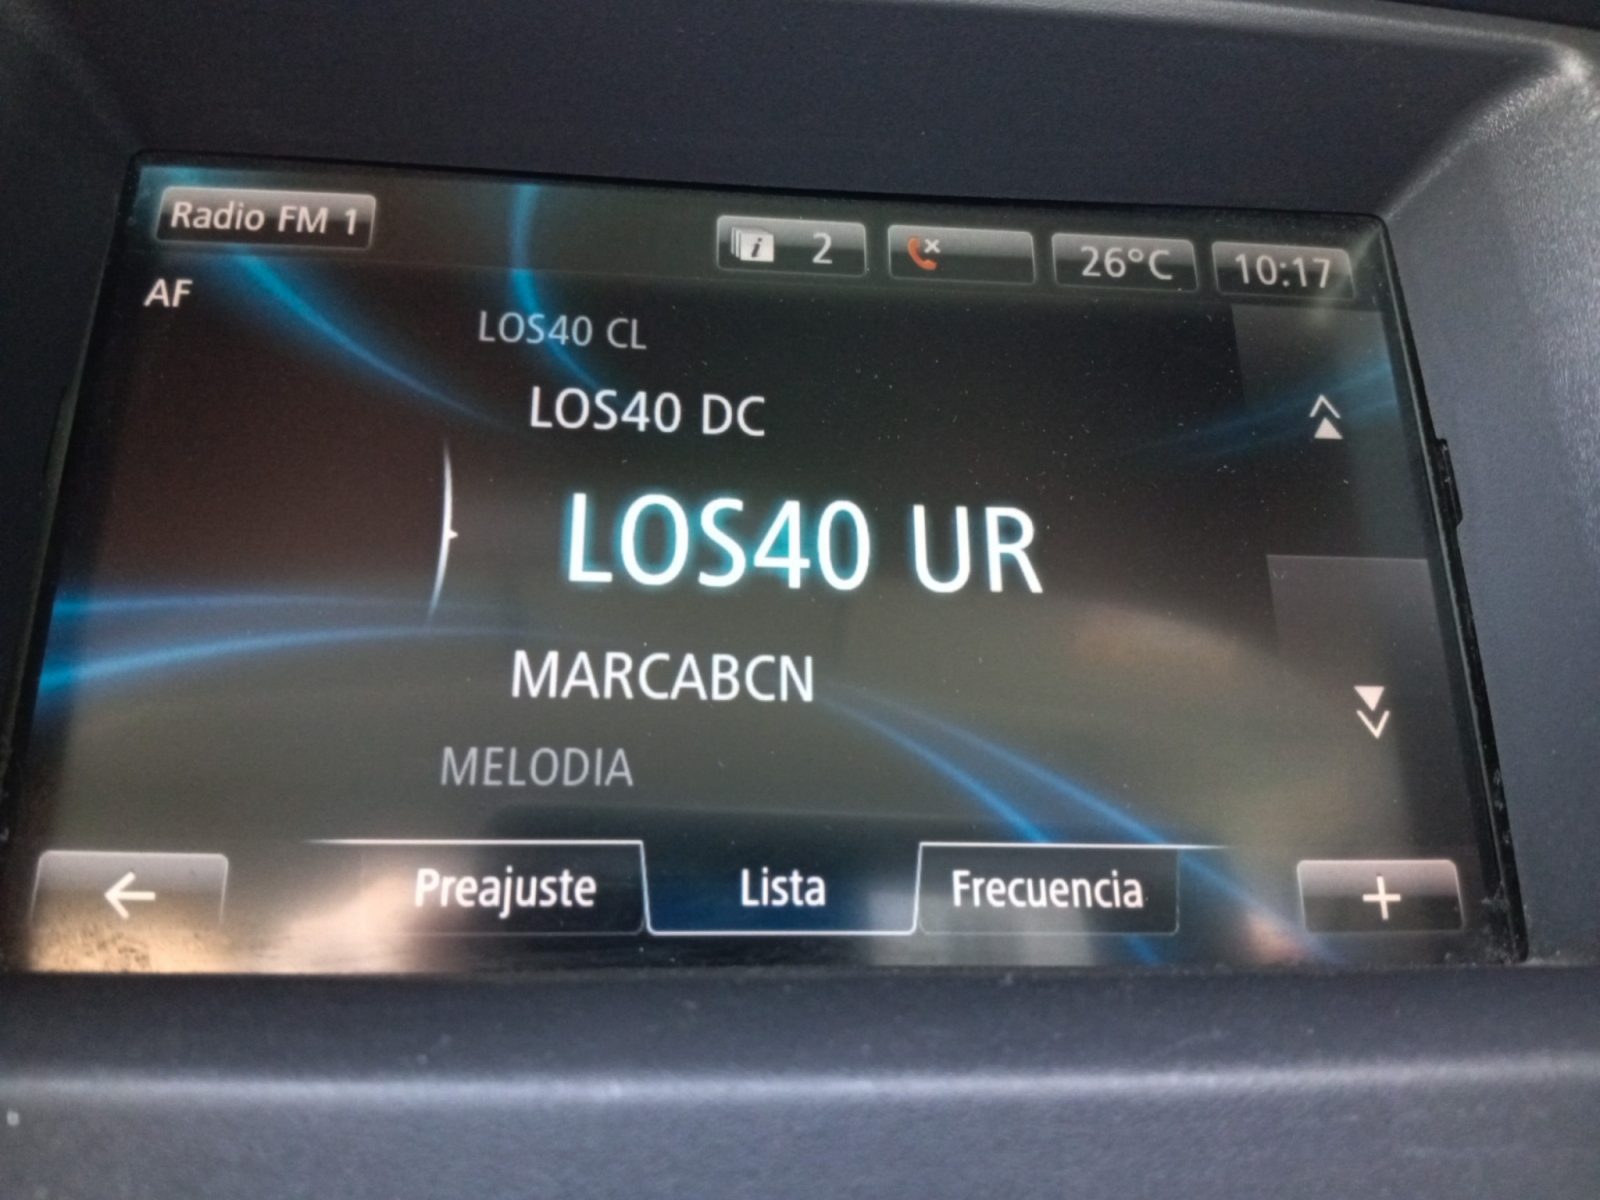 Radio FM 1
i 2
26°C
10:17
AF
LOS40 CL
LOS40 DC
LOS40 UR
MARCABCN
MELODIA
Preajuste
Lista
Frecuencia
+